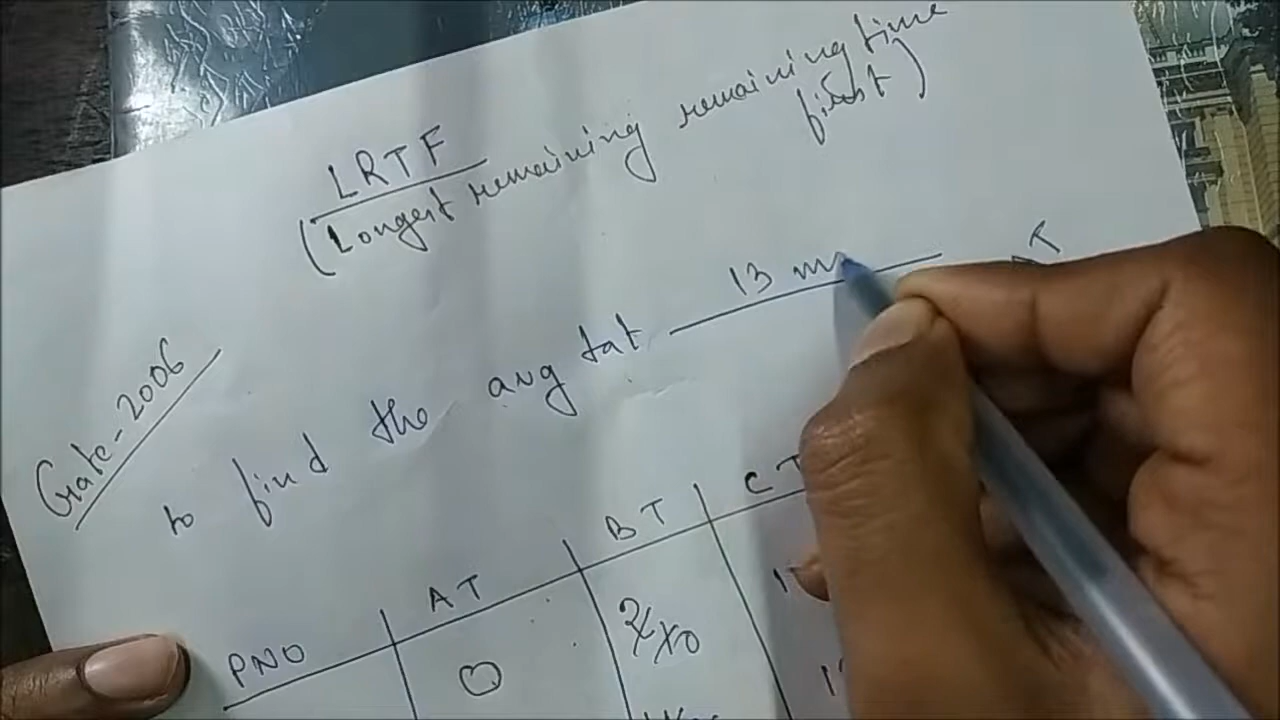 LRTF
(Longest remaining remaining time
first)
Gate-2006
to find the avg tat 13 m
PNO AT BT CT
0